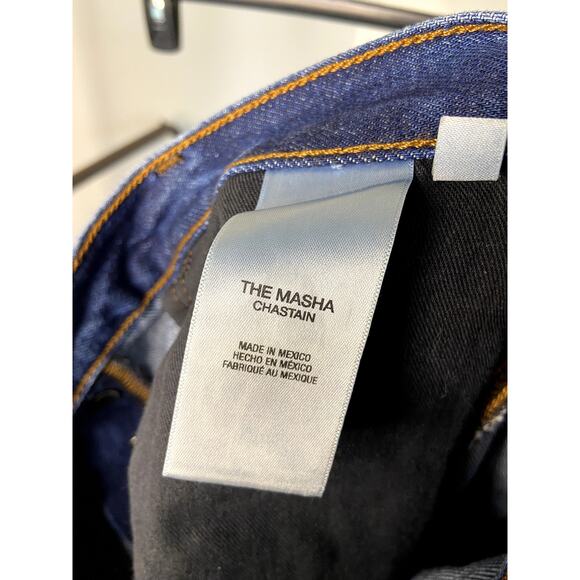 THE MASHA
CHASTAIN
MADE IN MEXICO
HECHO EN MÉXICO
FABRIQUÉ AU MEXIQUE